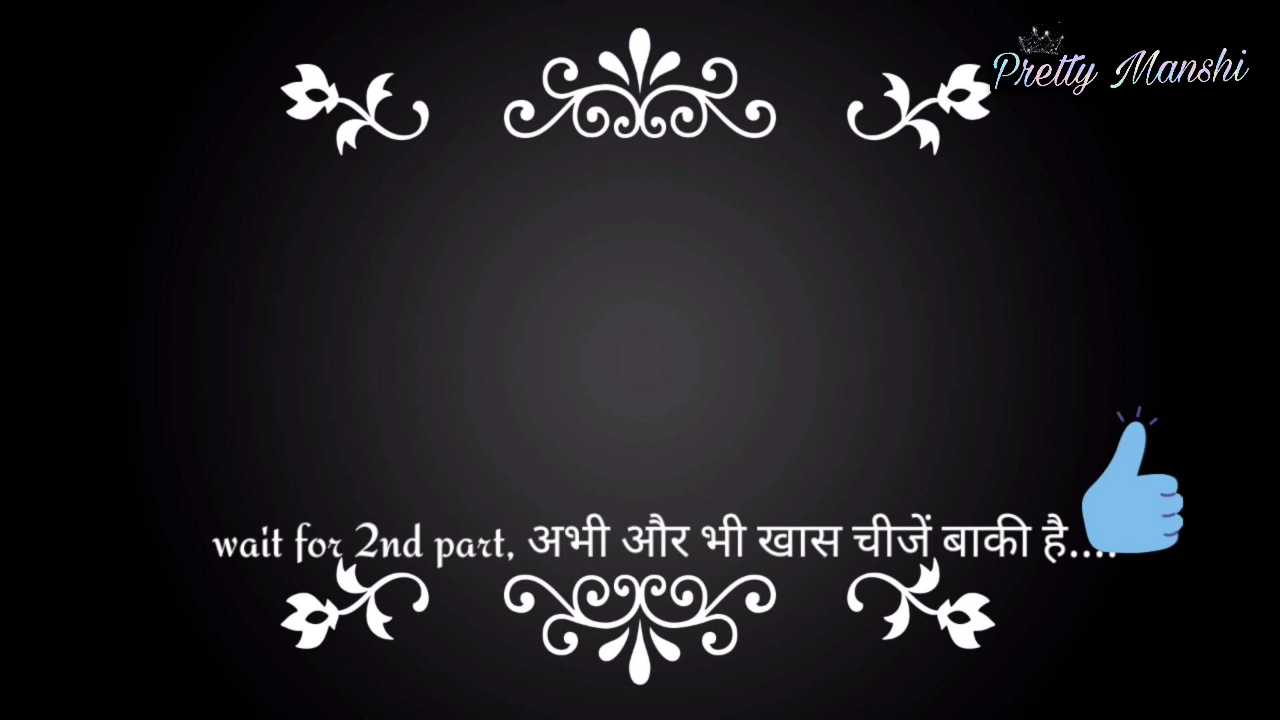 Pretty Manshi
wait for 2nd part, अभी और भी खास चीजें बाकी है....